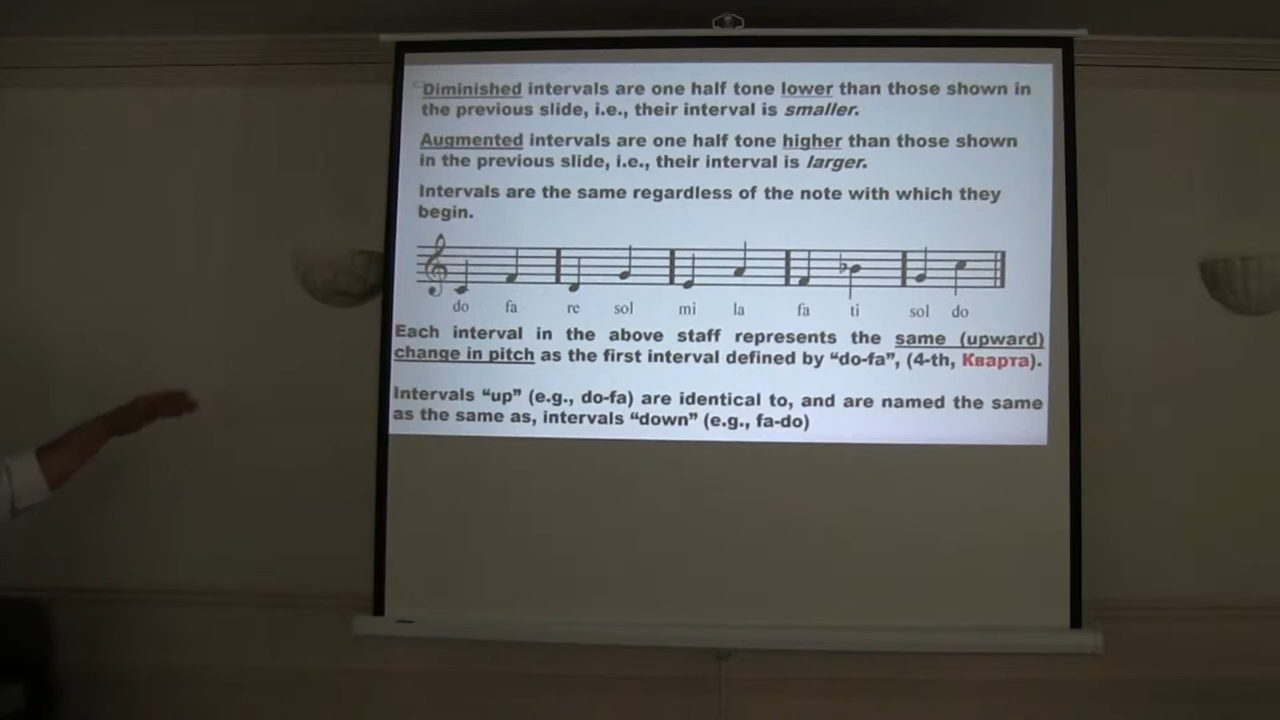 Diminished intervals are one half tone lower than those shown in
the previous slide, i.e., their interval is smaller.
Augmented intervals are one half tone higher than those shown
in the previous slide, i.e., their interval is larger.
Intervals are the same regardless of the note with which they
begin.
do fa re sol mi la fa ti sol do
Each interval in the above staff represents the same (upward)
change in pitch as the first interval defined by “do-fa”, (4-th, Кварта).
Intervals “up” (e.g., do-fa) are identical to, and are named the same
as the same as, intervals “down” (e.g., fa-do)